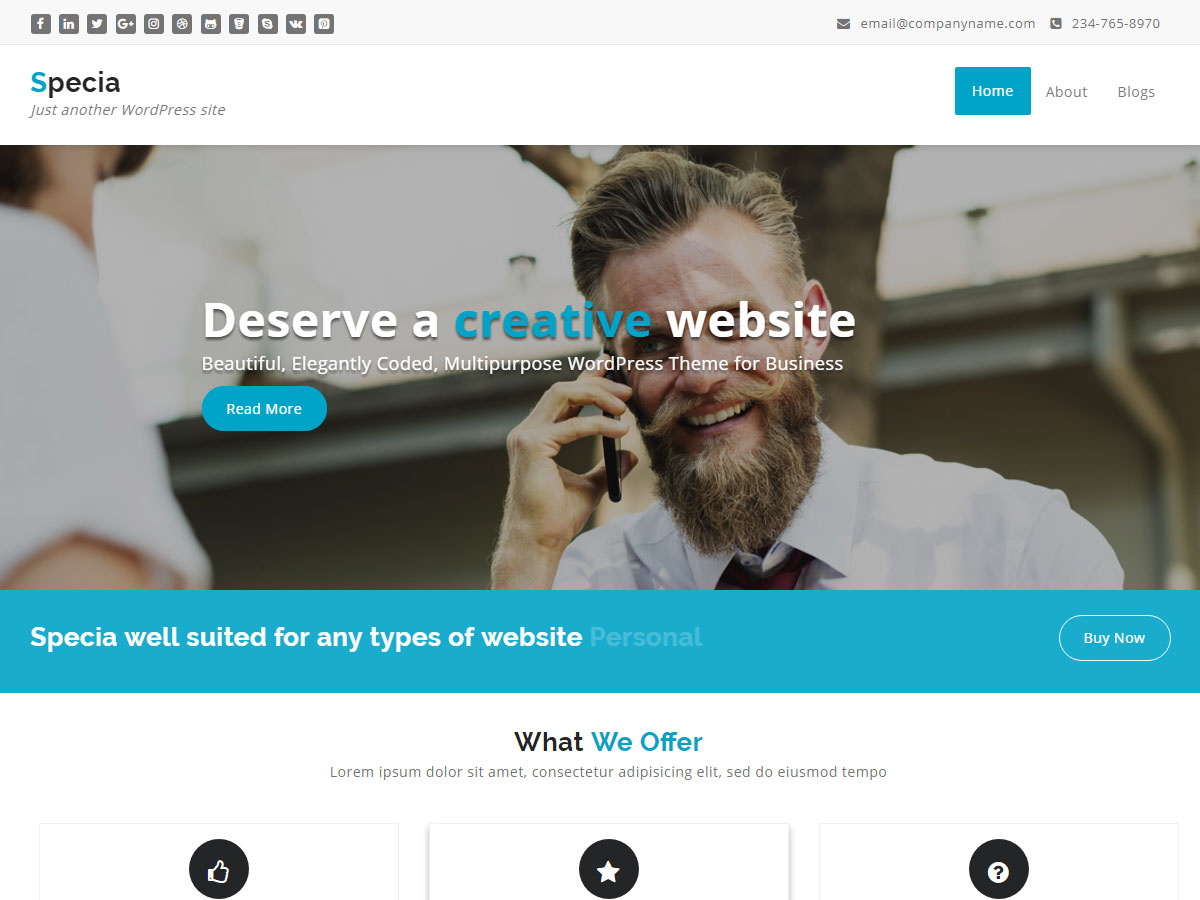 email@companyname.com 234-765-8970
Specia
Just another WordPress site
Home About Blogs
Deserve a creative website
Beautiful, Elegantly Coded, Multipurpose WordPress Theme for Business
Read More
Specia well suited for any types of website Personal
Buy Now
What We Offer
Lorem ipsum dolor sit amet, consectetur adipisicing elit, sed do eiusmod tempo